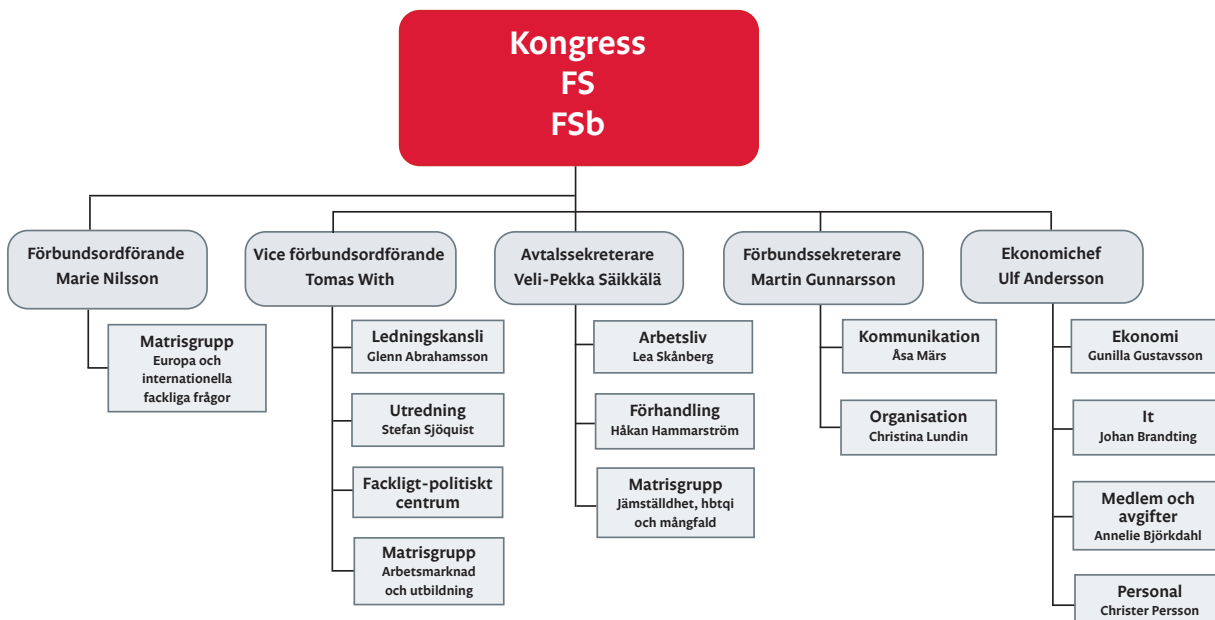 Kongress
FS
FSb
Förbundsordförande
Marie Nilsson
Matrisgrupp
Europa och
internationella
fackliga frågor
Vice förbundsordförande
Tomas With
Ledningskansli
Glenn Abrahamsson
Utredning
Stefan Sjöquist
Fackligt-politiskt
centrum
Matrisgrupp
Arbetsmarknad
och utbildning
Avtalssekreterare
Veli-Pekka Säikkälä
Arbetsliv
Lea Skånberg
Förhandling
Håkan Hammarström
Matrisgrupp
Jämställdhet, hbtqi
och mångfald
Förbundssekreterare
Martin Gunnarsson
Kommunikation
Åsa Märs
Organisation
Christina Lundin
Ekonomichef
Ulf Andersson
Ekonomi
Gunilla Gustavsson
It
Johan Brandting
Medlem och
avgifter
Annelie Björkdahl
Personal
Christer Persson